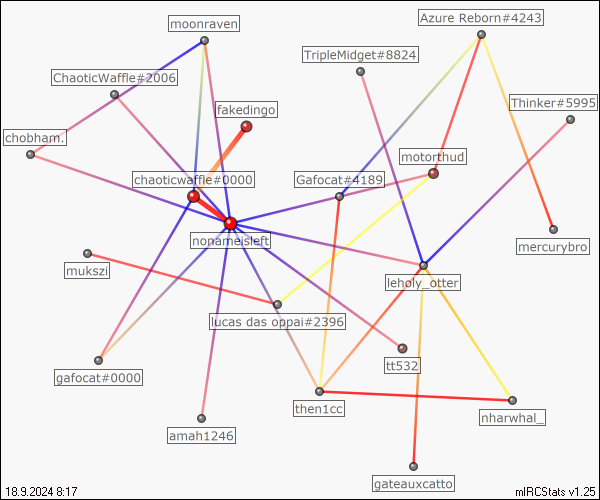 moonraven
Azure Reborn#4243
TripleMidget#8824
ChaoticWaffle#2006
Thinker#5995
fakedingo
chobham.
motorthud
chaoticwaffle#0000
Gafocat#4189
nonameisleft
mercurybro
mukszi
leholy_otter
lucas das oppai#2396
tt532
gafocat#0000
then1cc
nharwhal_
amah1246
gateauxcatto
18.9.2024 8:17
mIRCStats v1.25